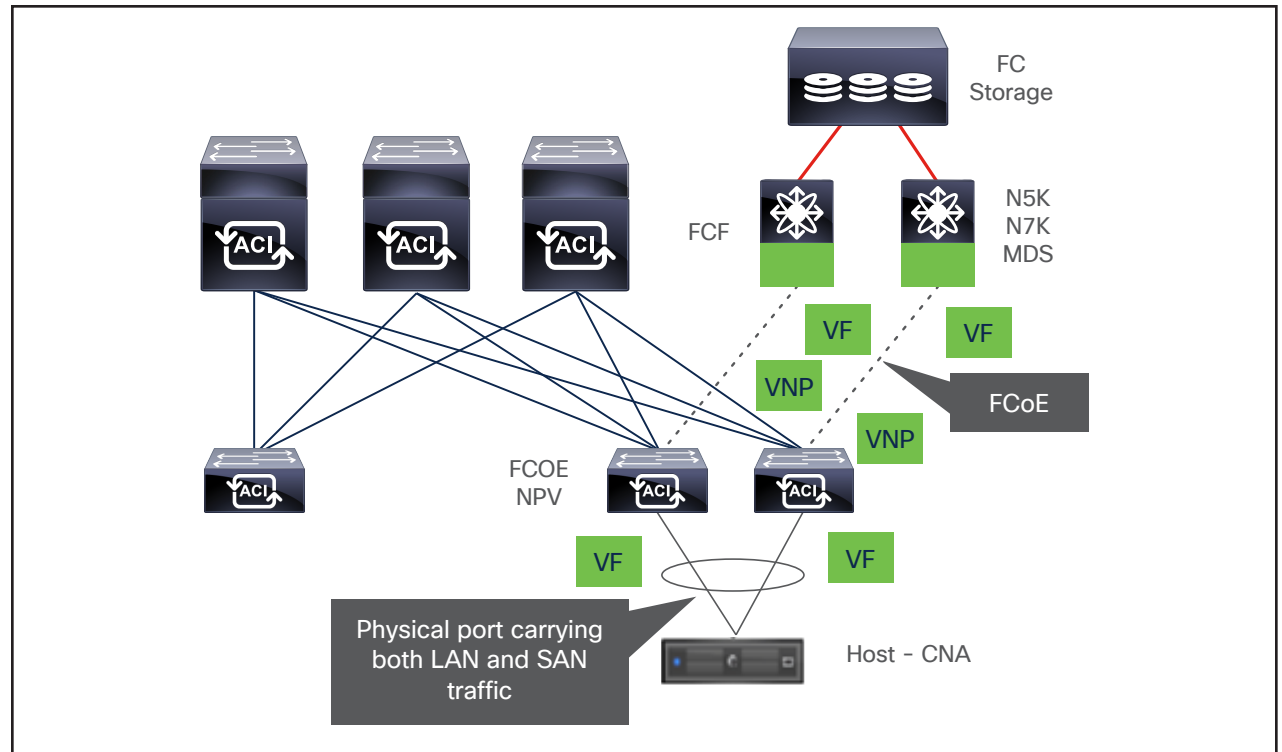 FC
Storage
ACI
ACI
ACI
FCF
N5K
N7K
MDS
VF
VF
VNP
FCoE
VNP
FCOE
NPV
ACI
ACI
ACI
VF
VF
Physical port carrying
both LAN and SAN
traffic
Host - CNA